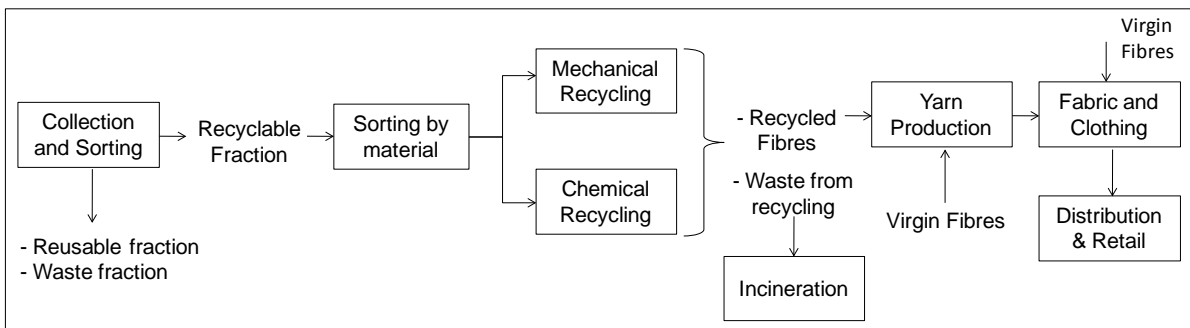 Collection
and Sorting
- Reusable fraction
- Waste fraction
Recyclable
Fraction
Sorting by
material
Mechanical
Recycling
Chemical
Recycling
- Recycled
Fibres
- Waste from
recycling
Incineration
Yarn
Production
Virgin Fibres
Virgin
Fibres
Fabric and
Clothing
Distribution
& Retail